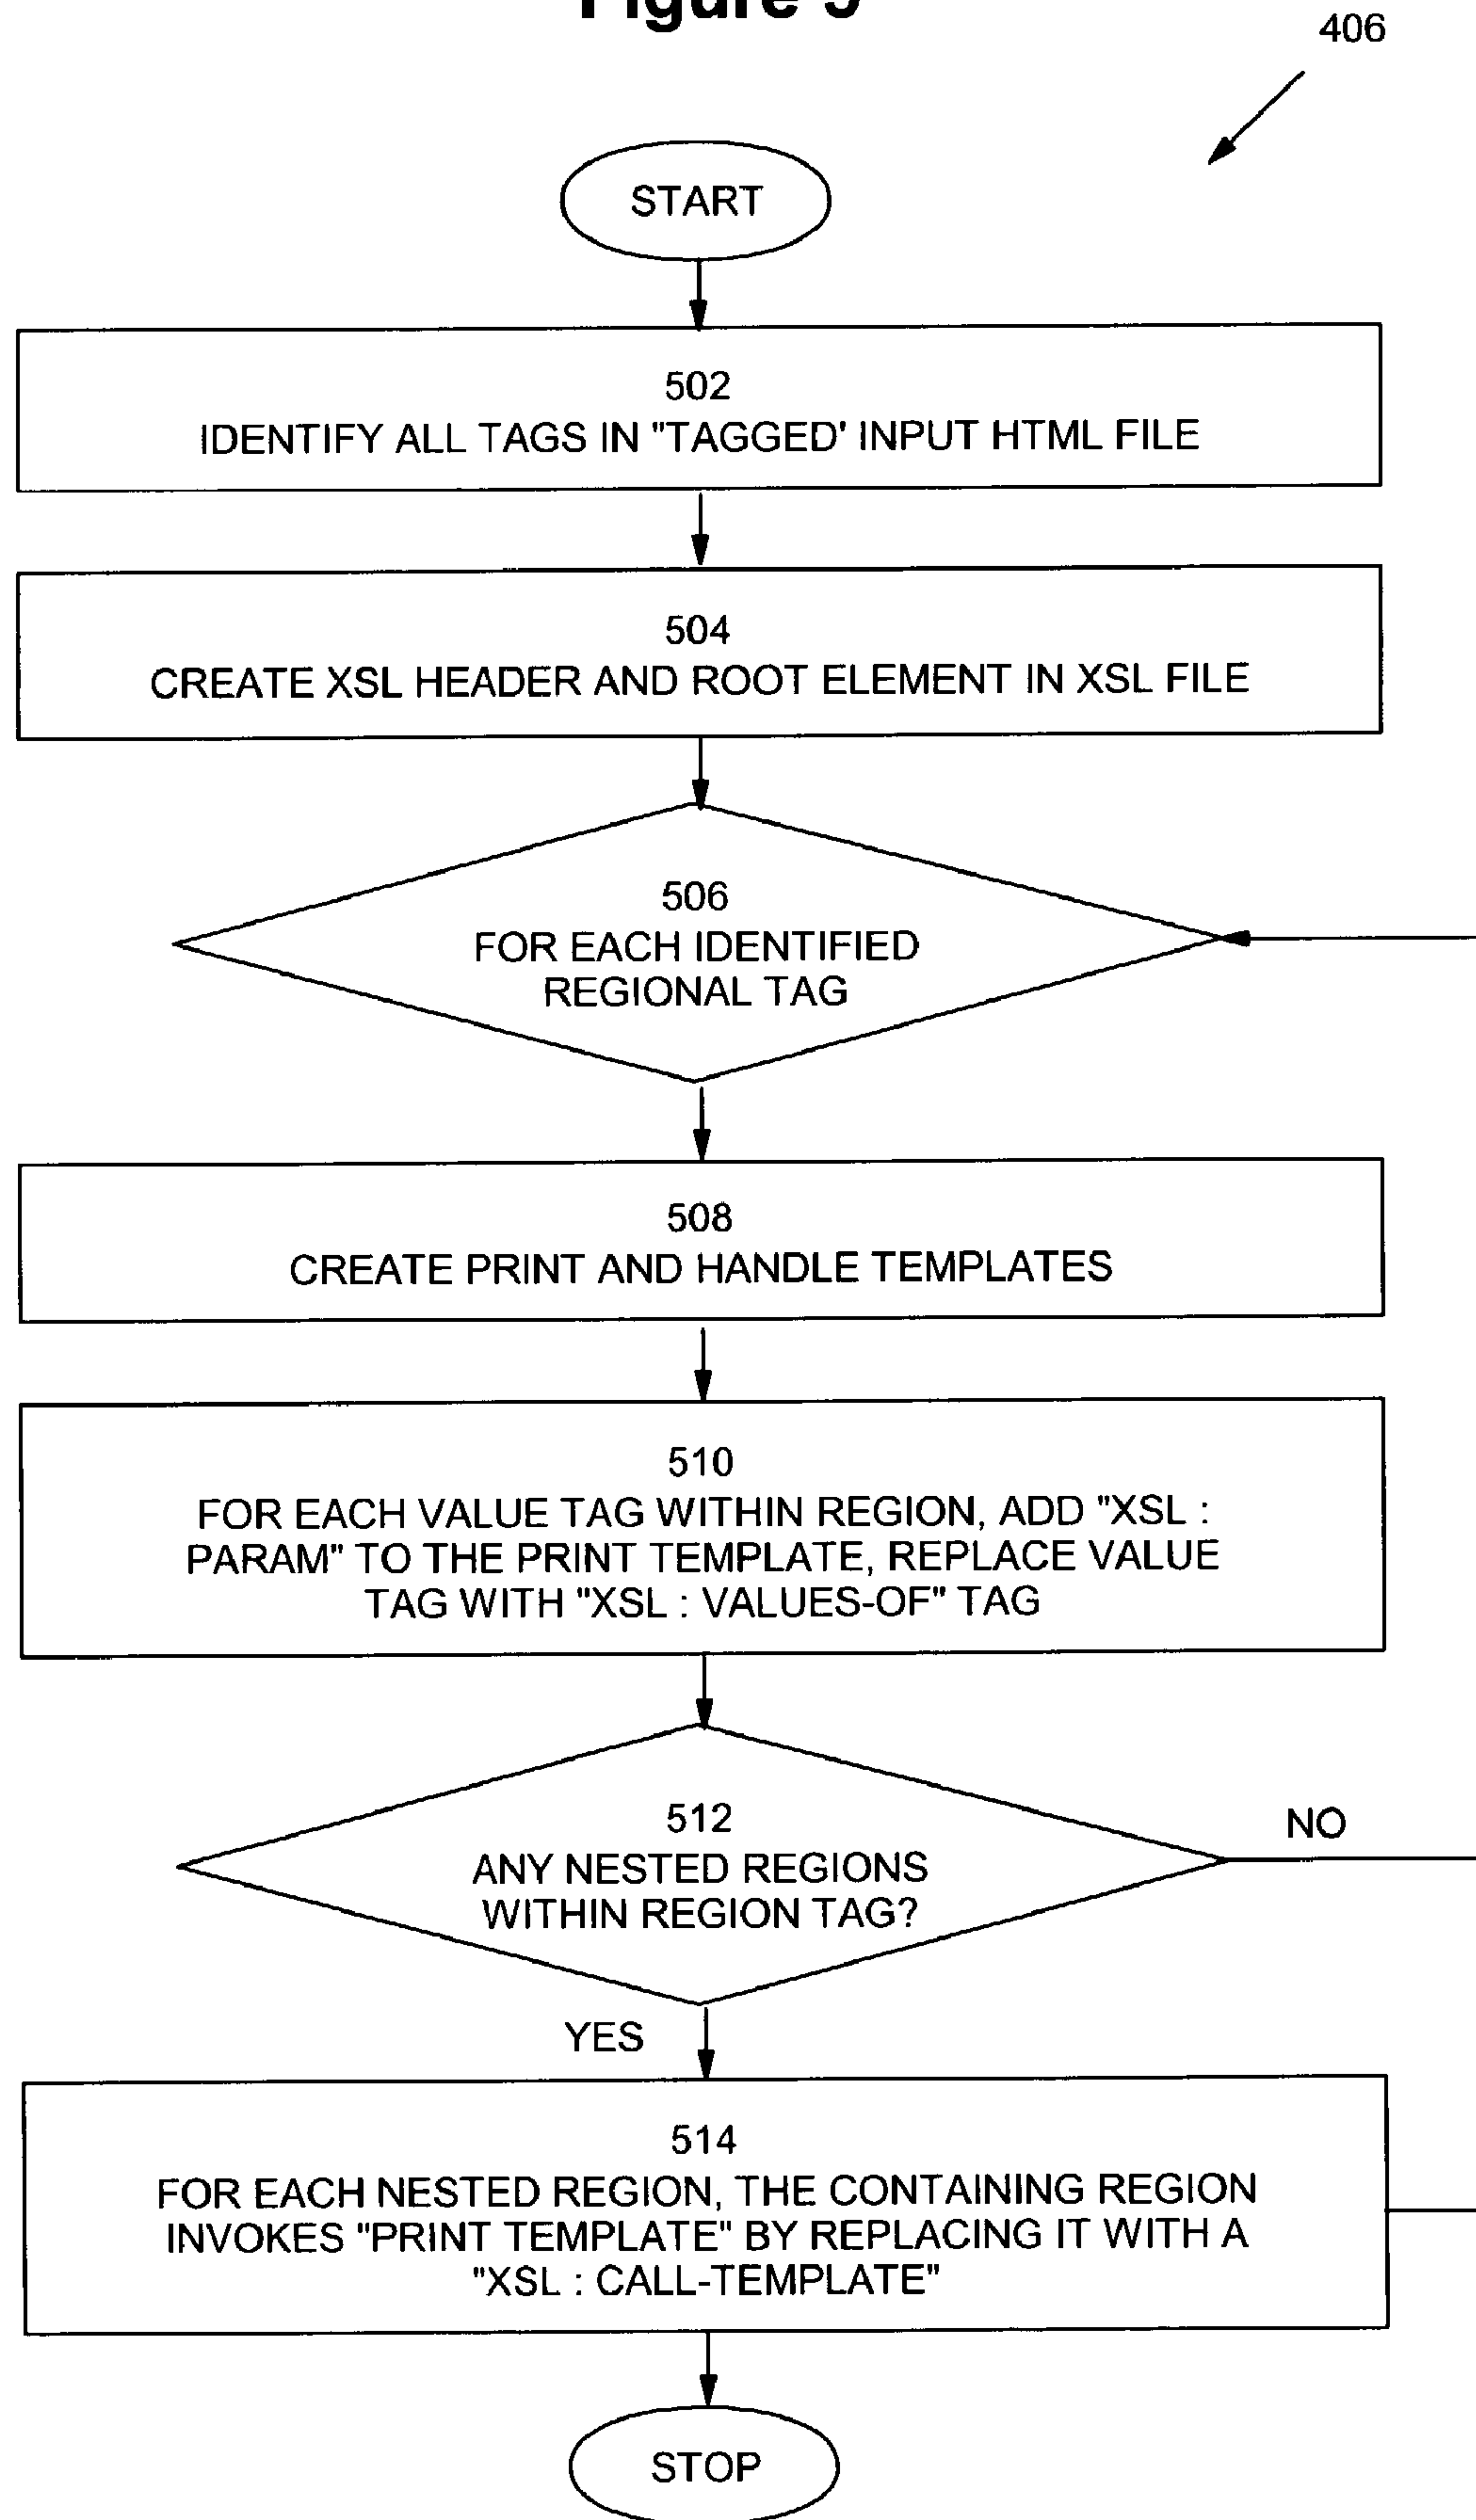 Figure 5
406
START
502
IDENTIFY ALL TAGS IN "TAGGED' INPUT HTML FILE
504
CREATE XSL HEADER AND ROOT ELEMENT IN XSL FILE
506
FOR EACH IDENTIFIED
REGIONAL TAG
508
CREATE PRINT AND HANDLE TEMPLATES
510
FOR EACH VALUE TAG WITHIN REGION, ADD "XSL :
PARAM" TO THE PRINT TEMPLATE, REPLACE VALUE
TAG WITH "XSL : VALUES-OF" TAG
512
ANY NESTED REGIONS
WITHIN REGION TAG?
NO
YES
514
FOR EACH NESTED REGION, THE CONTAINING REGION
INVOKES "PRINT TEMPLATE" BY REPLACING IT WITH A
"XSL : CALL-TEMPLATE"
STOP